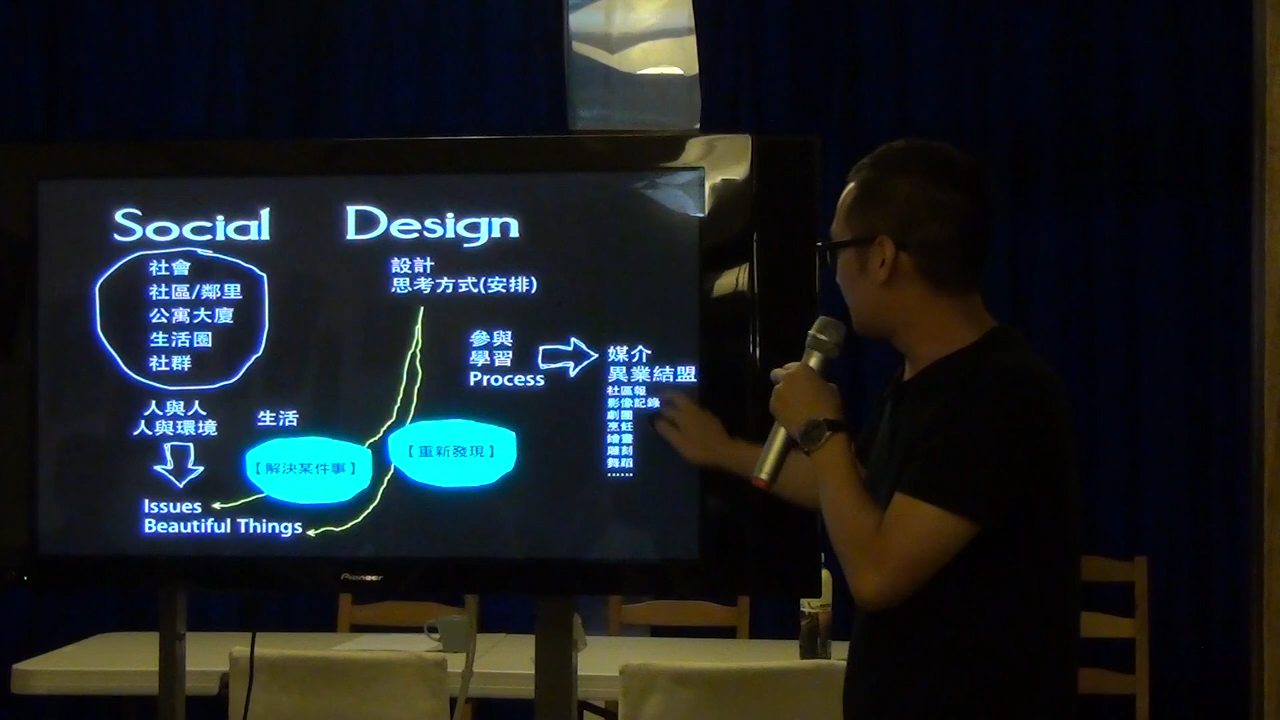 Social Design
社會
社區/鄰里
公寓大廈
生活圈
社群
人與人
人與環境
Issues
Beautiful Things
生活
【解決某件事】
設計
思考方式(安排)
【重新發現】
參與
學習
Process
媒介
異業結盟
社區報
影像記錄
劇團
烹飪
繪畫
雕刻
舞蹈
......
Pioneer